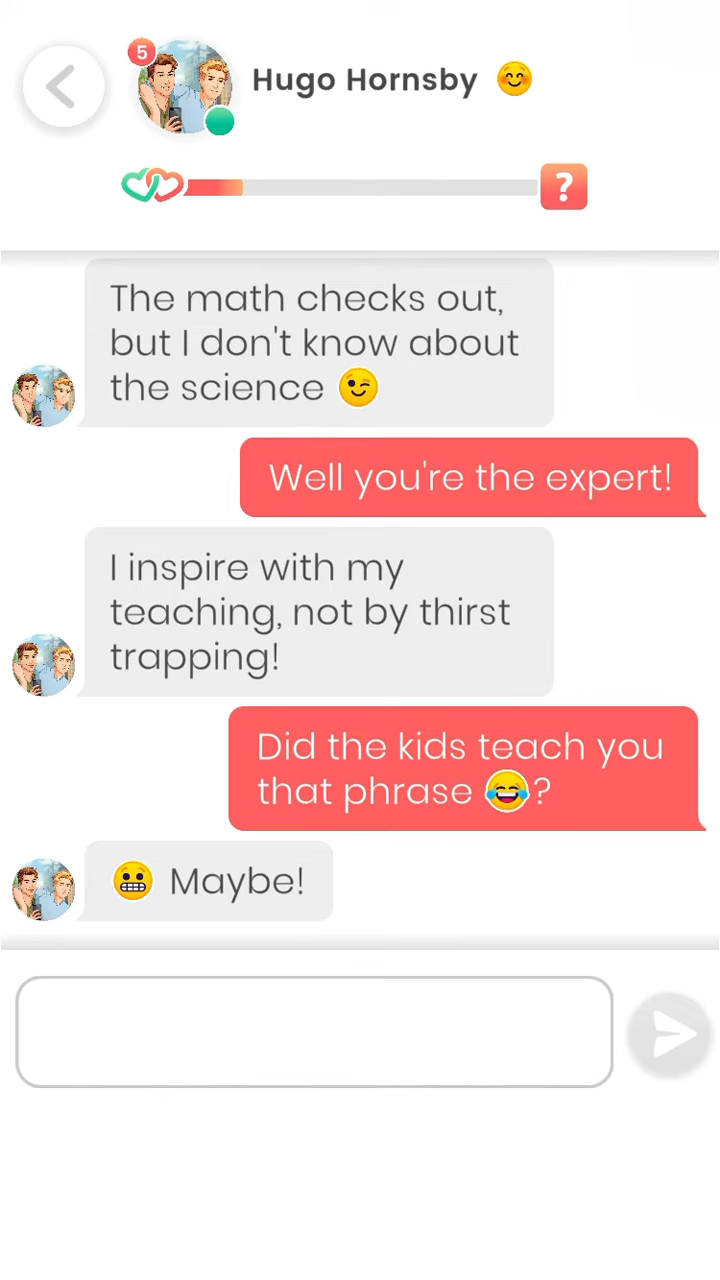 5
Hugo Hornsby 😊
?
The math checks out,
but I don't know about
the science 😉
Well you're the expert!
I inspire with my
teaching, not by thirst
trapping!
Did the kids teach you
that phrase 😂?
😬 Maybe!